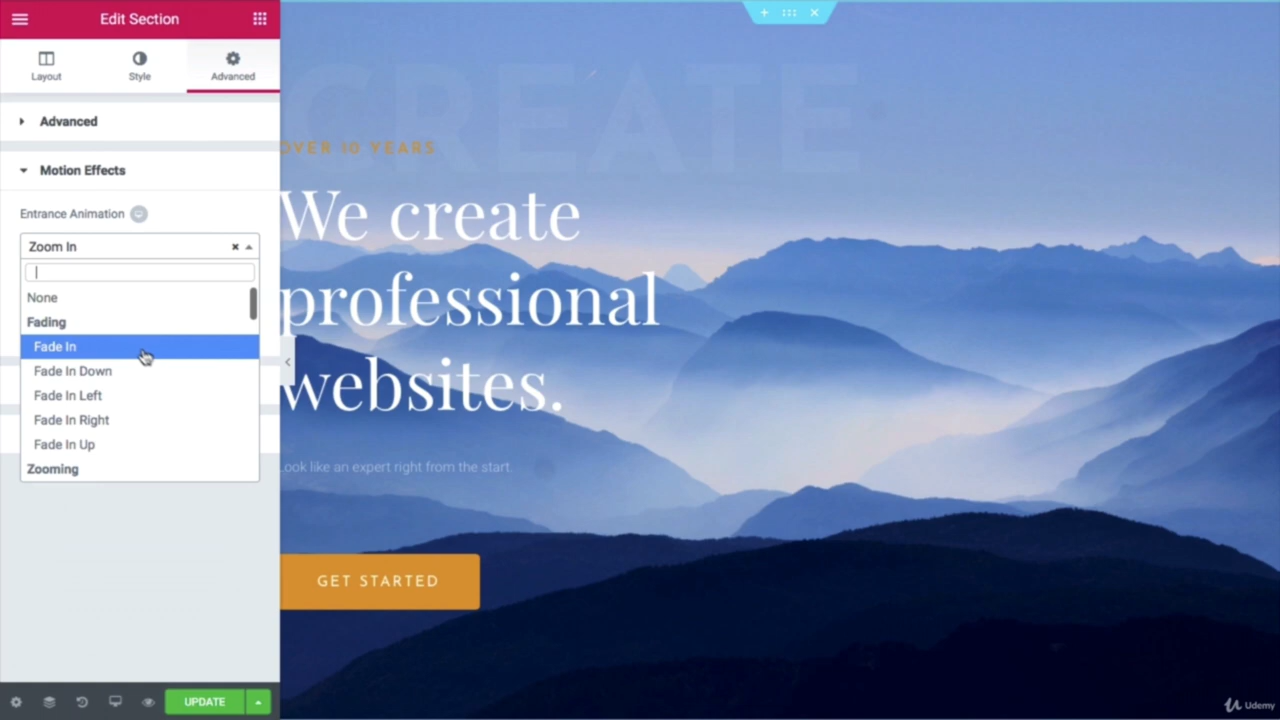 Edit Section
Layout
Style
Advanced
Advanced
Motion Effects
Entrance Animation
Zoom In
None
Fading
Fade In
Fade In Down
Fade In Left
Fade In Right
Fade In Up
Zooming
UPDATE
CREATE
OVER 10 YEARS
We create
professional
websites.
Look like an expert right from the start.
GET STARTED
Udemy